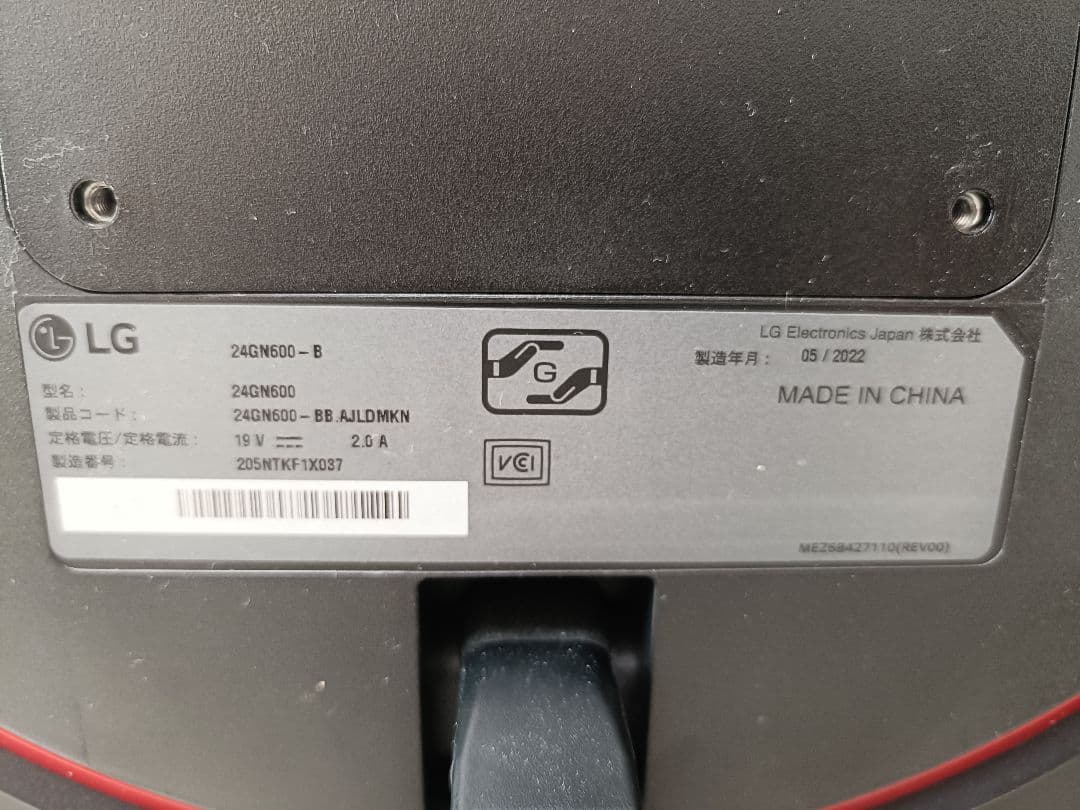 LG
24GN600-B
型名: 24GN600
製品コード: 24GN600-BB.AJLDMKN
定格電圧/定格電流: 19 V ⎓ 2.0 A
製造番号: 205NTKF1X037
G
VCCI
LG Electronics Japan 株式会社
製造年月: 05 / 2022
MADE IN CHINA
MEZ68427110(REV00)